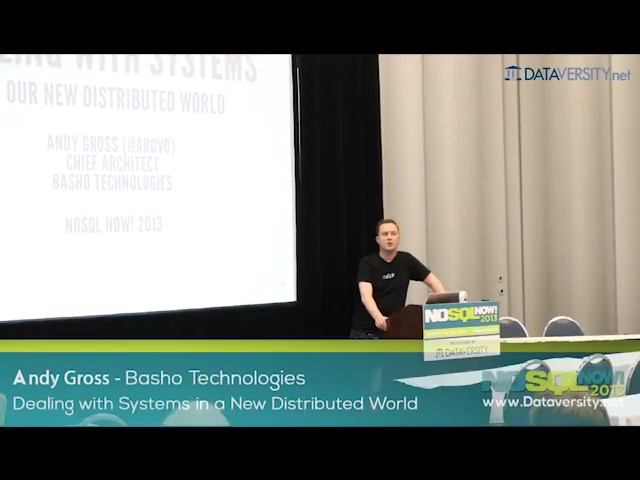 DATAVERSITY.net
LING WITH SYSTEMS
OUR NEW DISTRIBUTED WORLD
ANDY GROSS (@ARGV0)
CHIEF ARCHITECT
BASHO TECHNOLOGIES
NOSQL NOW! 2013
NOSQL NOW!
2013
DATAVERSITY
Andy Gross - Basho Technologies
Dealing with Systems in a New Distributed World
NOSQL NOW!
2013
www.Dataversity.net